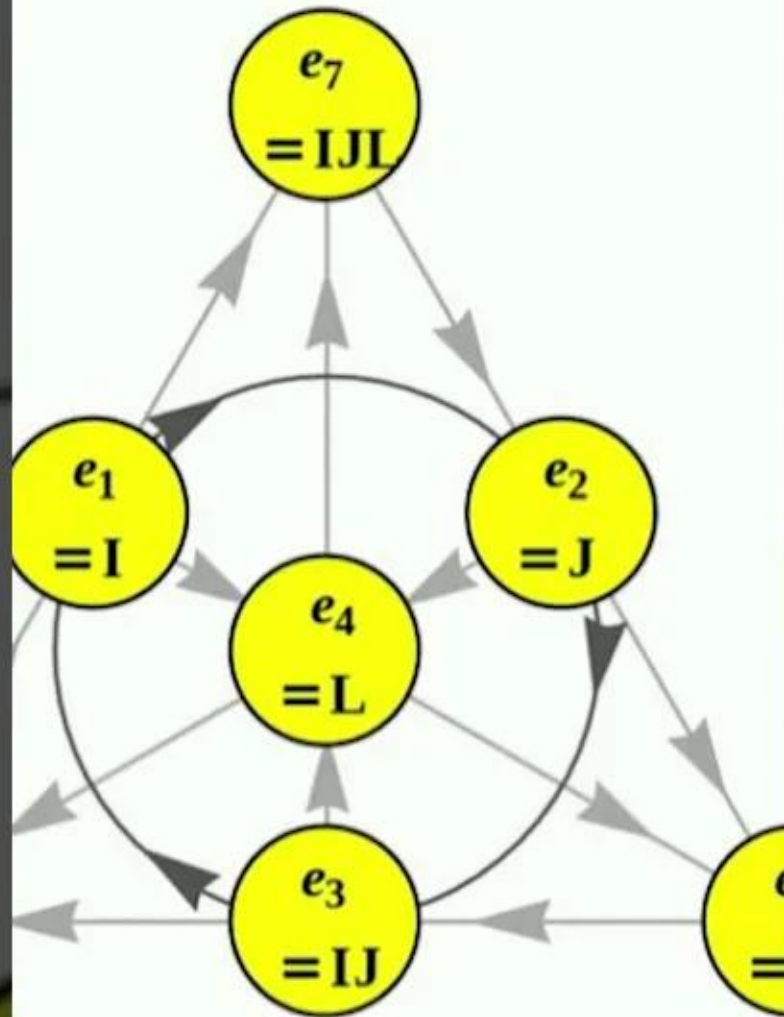 e₇
= IJL
e₁
= I
e₂
= J
e₄
= L
e₃
= IJ